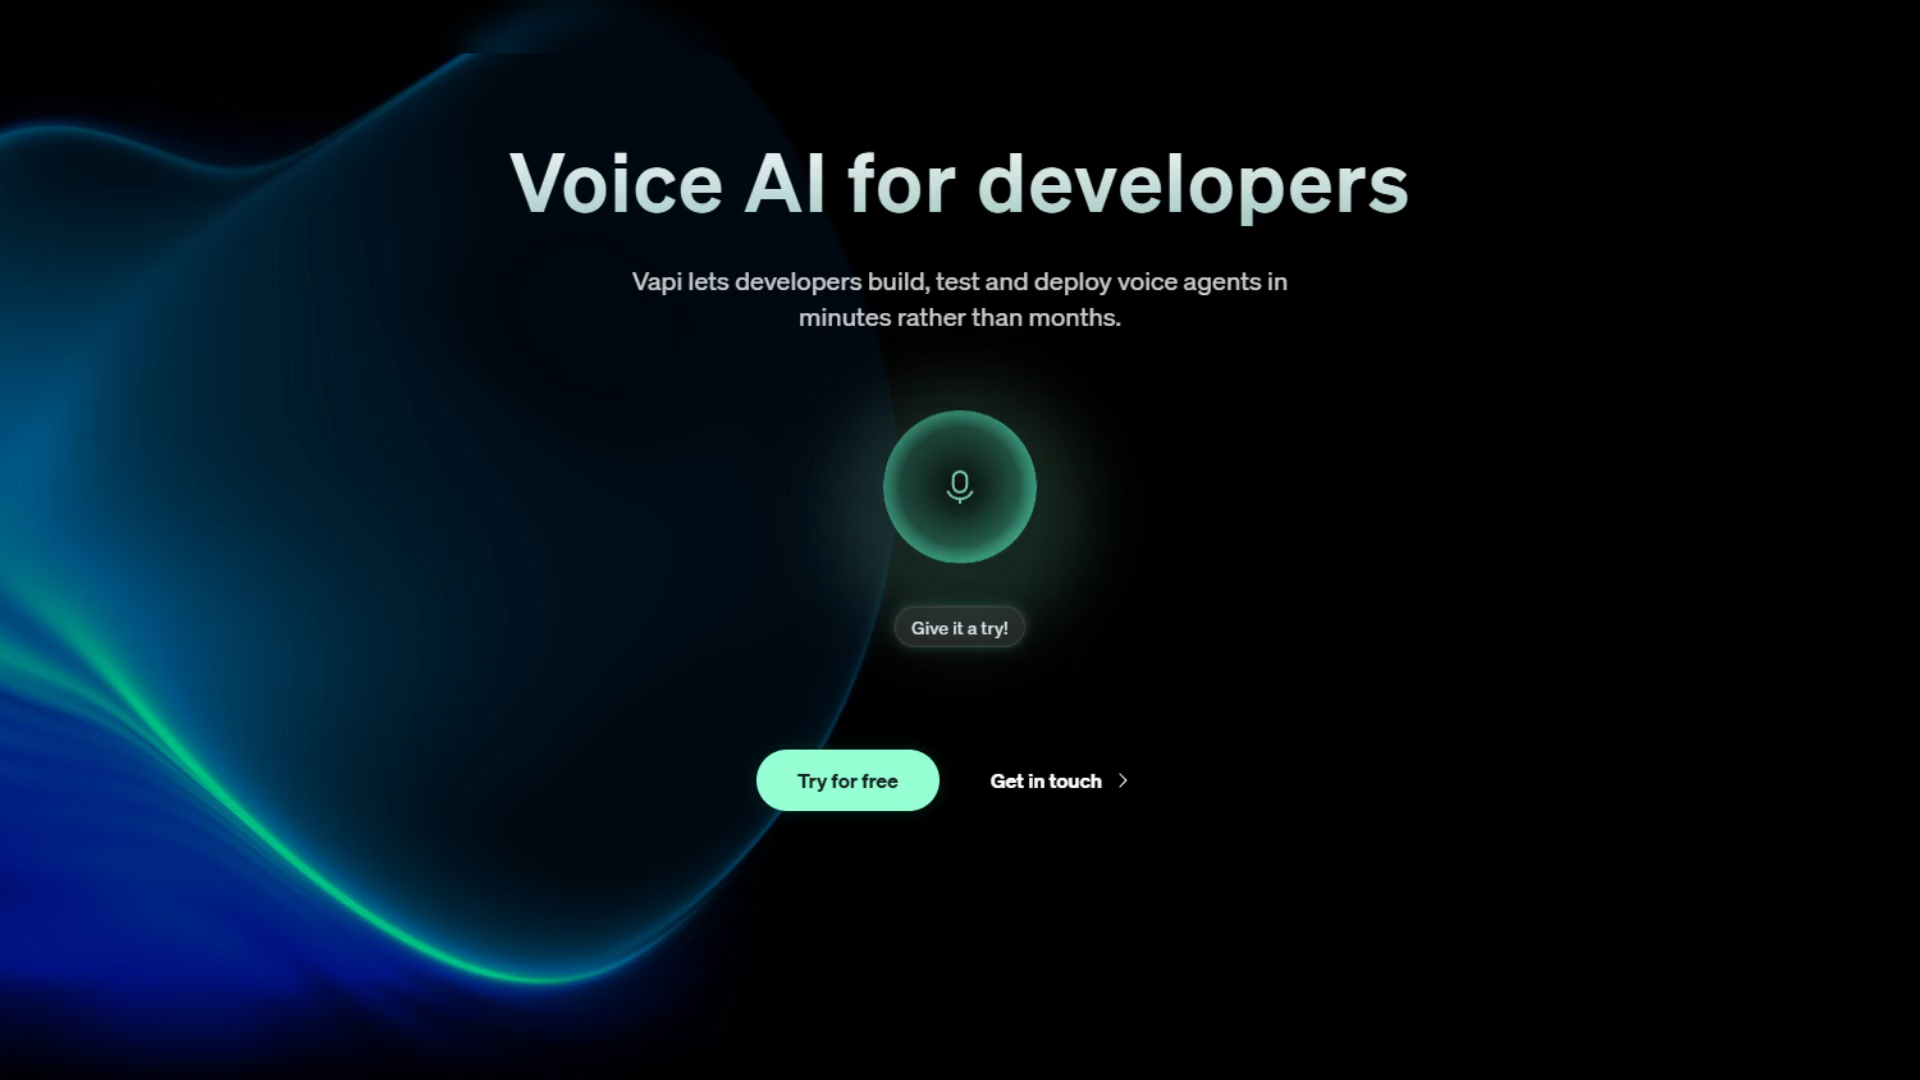 Voice AI for developers
Vapi lets developers build, test and deploy voice agents in
minutes rather than months.
Give it a try!
Try for free
Get in touch